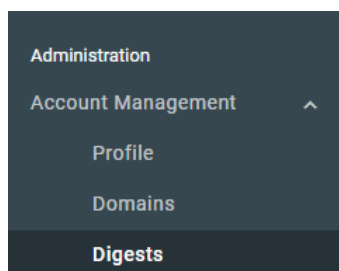 Administration
Account Management
Profile
Domains
Digests